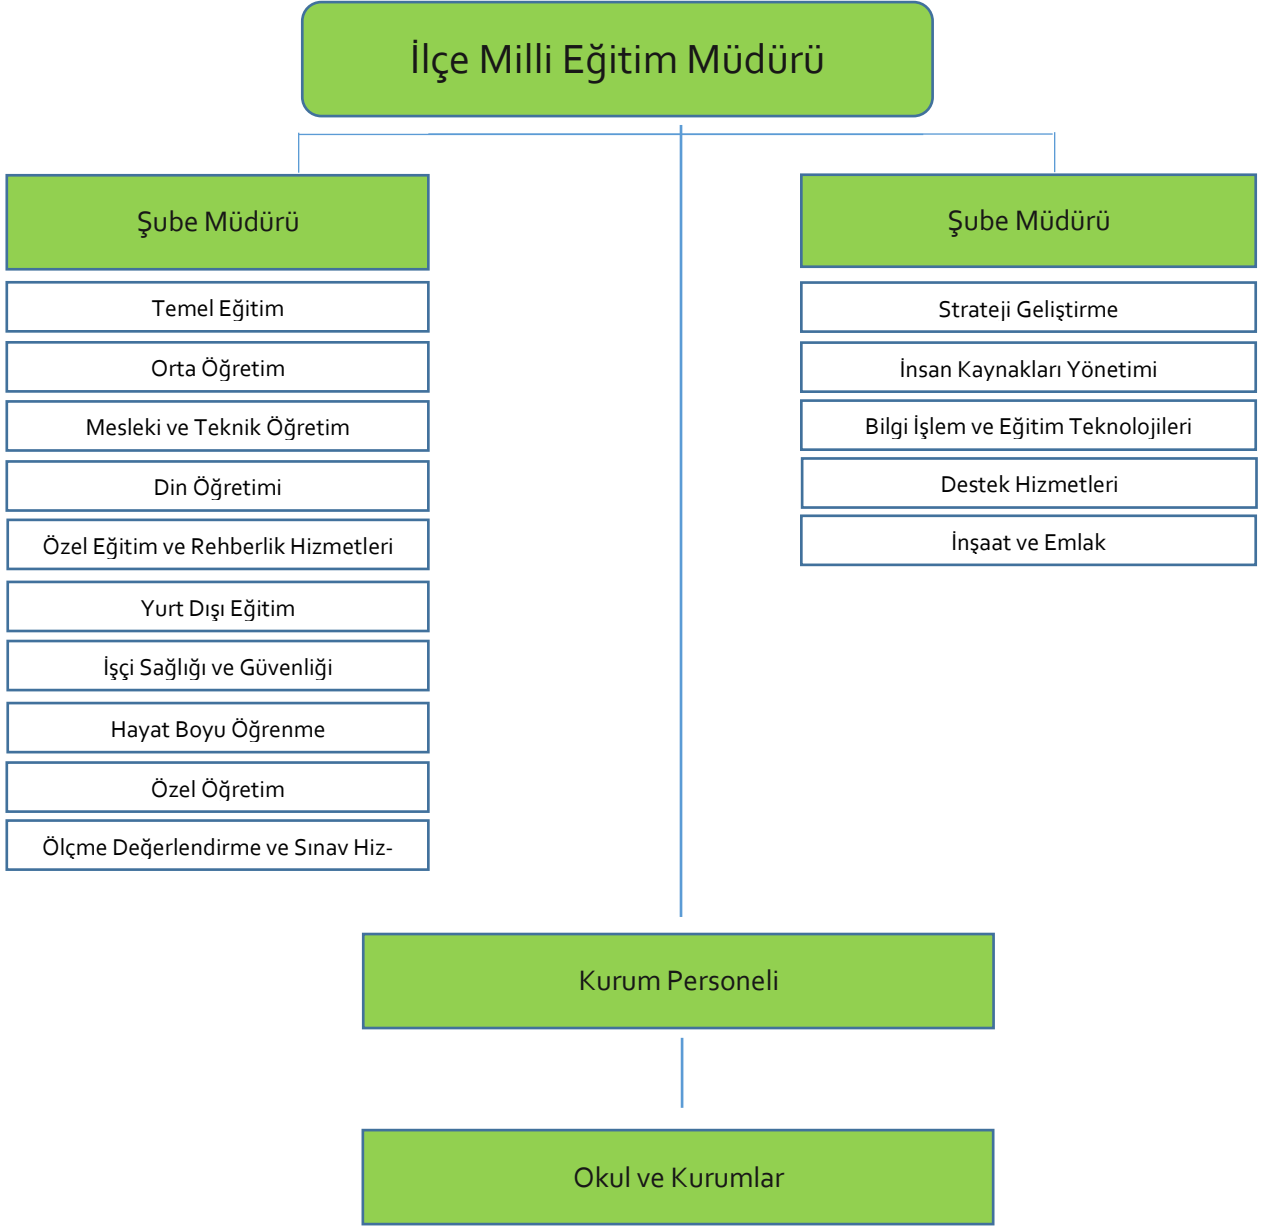 İlçe Milli Eğitim Müdürü
Şube Müdürü
Temel Eğitim
Orta Öğretim
Mesleki ve Teknik Öğretim
Din Öğretimi
Özel Eğitim ve Rehberlik Hizmetleri
Yurt Dışı Eğitim
İşçi Sağlığı ve Güvenliği
Hayat Boyu Öğrenme
Özel Öğretim
Ölçme Değerlendirme ve Sınav Hiz-
Şube Müdürü
Strateji Geliştirme
İnsan Kaynakları Yönetimi
Bilgi İşlem ve Eğitim Teknolojileri
Destek Hizmetleri
İnşaat ve Emlak
Kurum Personeli
Okul ve Kurumlar